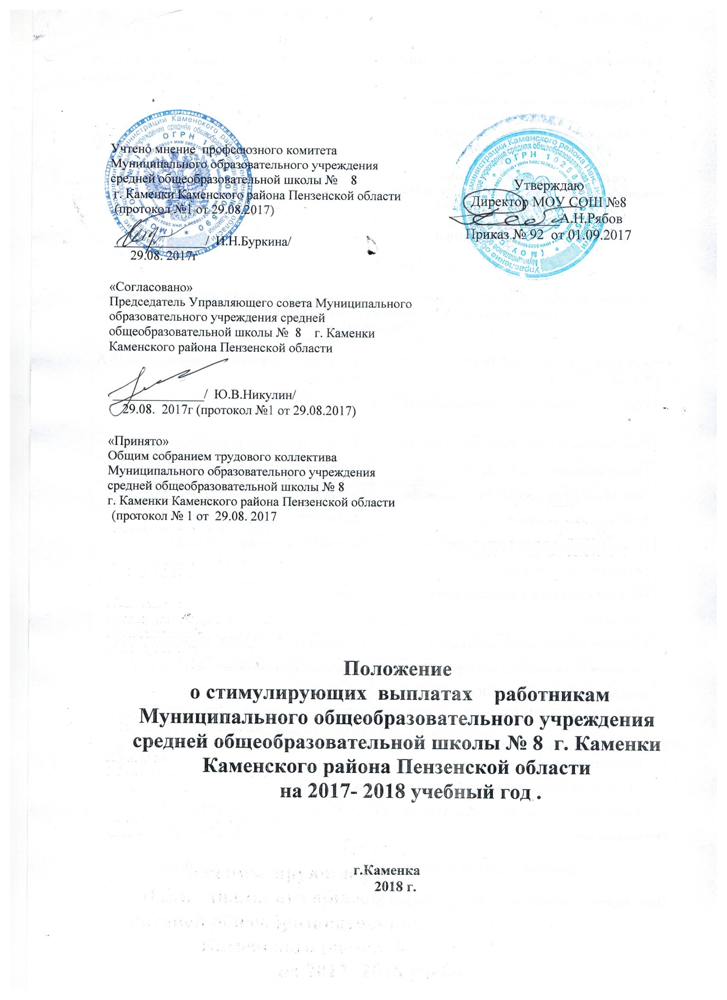 Учтено мнение профсоюзного комитета
Муниципального образовательного учреждения
средней общеобразовательной школы № 8
г. Каменки Каменского района Пензенской области
(протокол №1 от 29.08.2017)
/ И.Н.Буркина/
29.08. 2017г
Утверждаю
Директор МОУ СОШ №8
А.Н.Рябов
Приказ № 92 от 01.09.2017
«Согласовано»
Председатель Управляющего совета Муниципального
образовательного учреждения средней
общеобразовательной школы № 8 г. Каменки
Каменского района Пензенской области
/ Ю.В.Никулин/
29.08. 2017г (протокол №1 от 29.08.2017)
«Принято»
Общим собранием трудового коллектива
Муниципального образовательного учреждения
средней общеобразовательной школы № 8
г. Каменки Каменского района Пензенской области
(протокол № 1 от 29.08. 2017
Положение
о стимулирующих выплатах работникам
Муниципального общеобразовательного учреждения
средней общеобразовательной школы № 8 г. Каменки
Каменского района Пензенской области
на 2017- 2018 учебный год .
г.Каменка
2018 г.